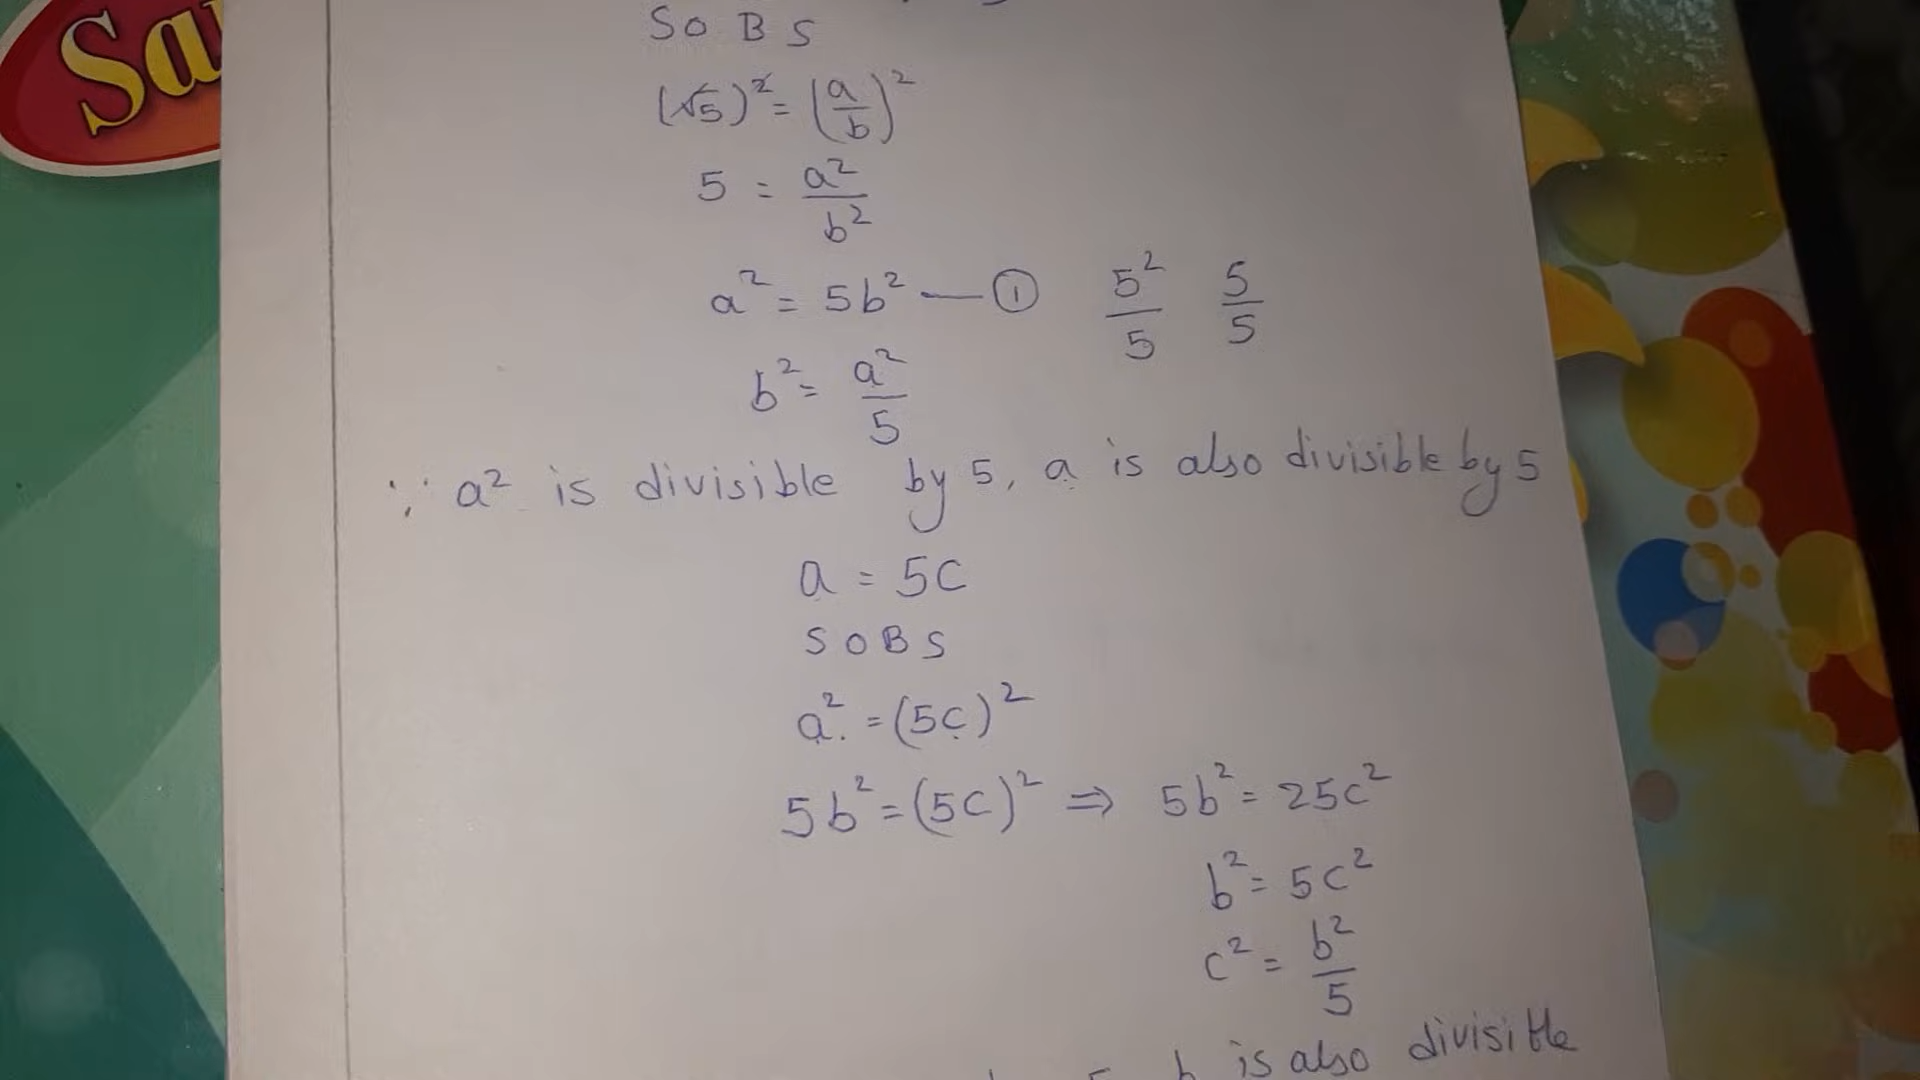 Sa
S O B S
(√5)² = (a/b)²
5 = a²/b²
a² = 5b² — ① 5²/5 5/5
b² = a²/5
∵ a² is divisible by 5, a is also divisible by 5
a = 5c
S O B S
a² = (5c)²
5b² = (5c)² ⇒ 5b² = 25c²
b² = 5c²
c² = b²/5
b is also divisible